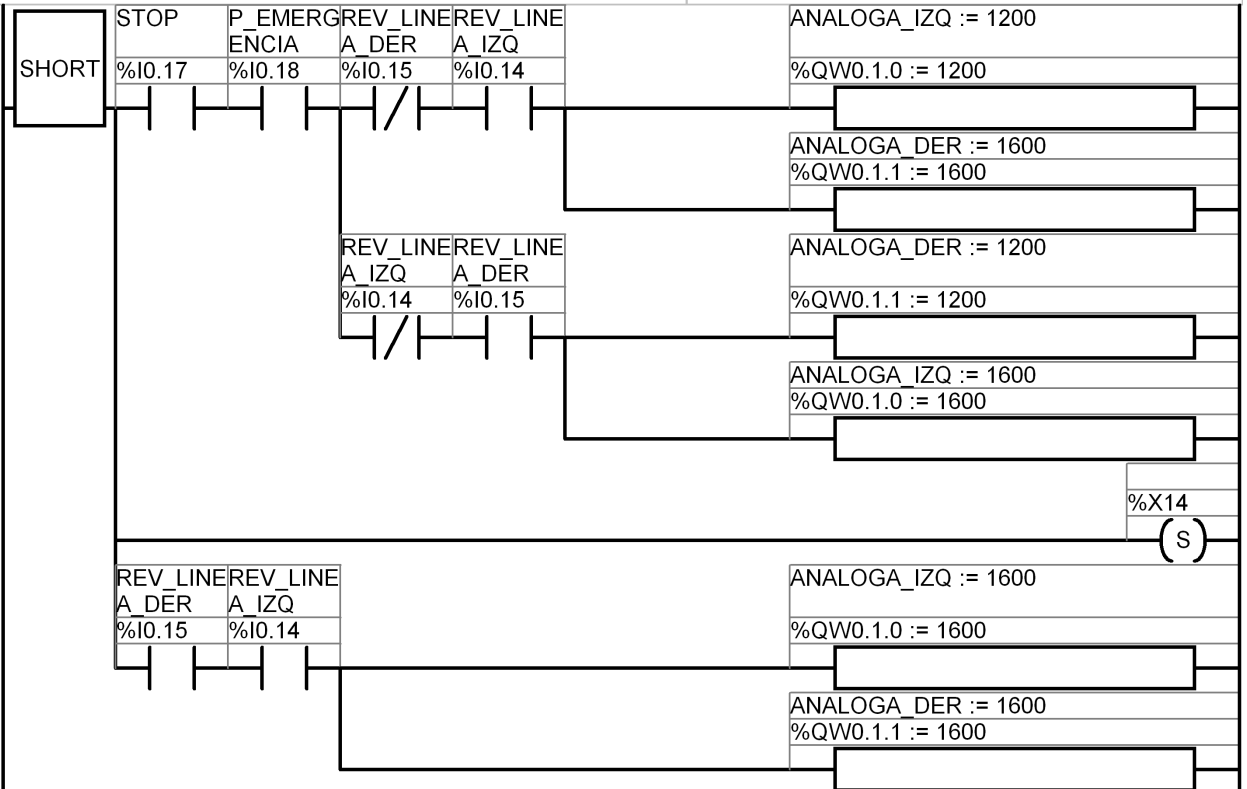 STOP P_EMERG REV_LINE REV_LINE ANALOGA_IZQ := 1200
ENCIA A_DER A_IZQ
SHORT %I0.17 %I0.18 %I0.15 %I0.14 %QW0.1.0 := 1200
ANALOGA_DER := 1600
%QW0.1.1 := 1600
REV_LINE REV_LINE ANALOGA_DER := 1200
A_IZQ A_DER
%I0.14 %I0.15 %QW0.1.1 := 1200
ANALOGA_IZQ := 1600
%QW0.1.0 := 1600
%X14
S
REV_LINE REV_LINE ANALOGA_IZQ := 1600
A_DER A_IZQ
%I0.15 %I0.14 %QW0.1.0 := 1600
ANALOGA_DER := 1600
%QW0.1.1 := 1600